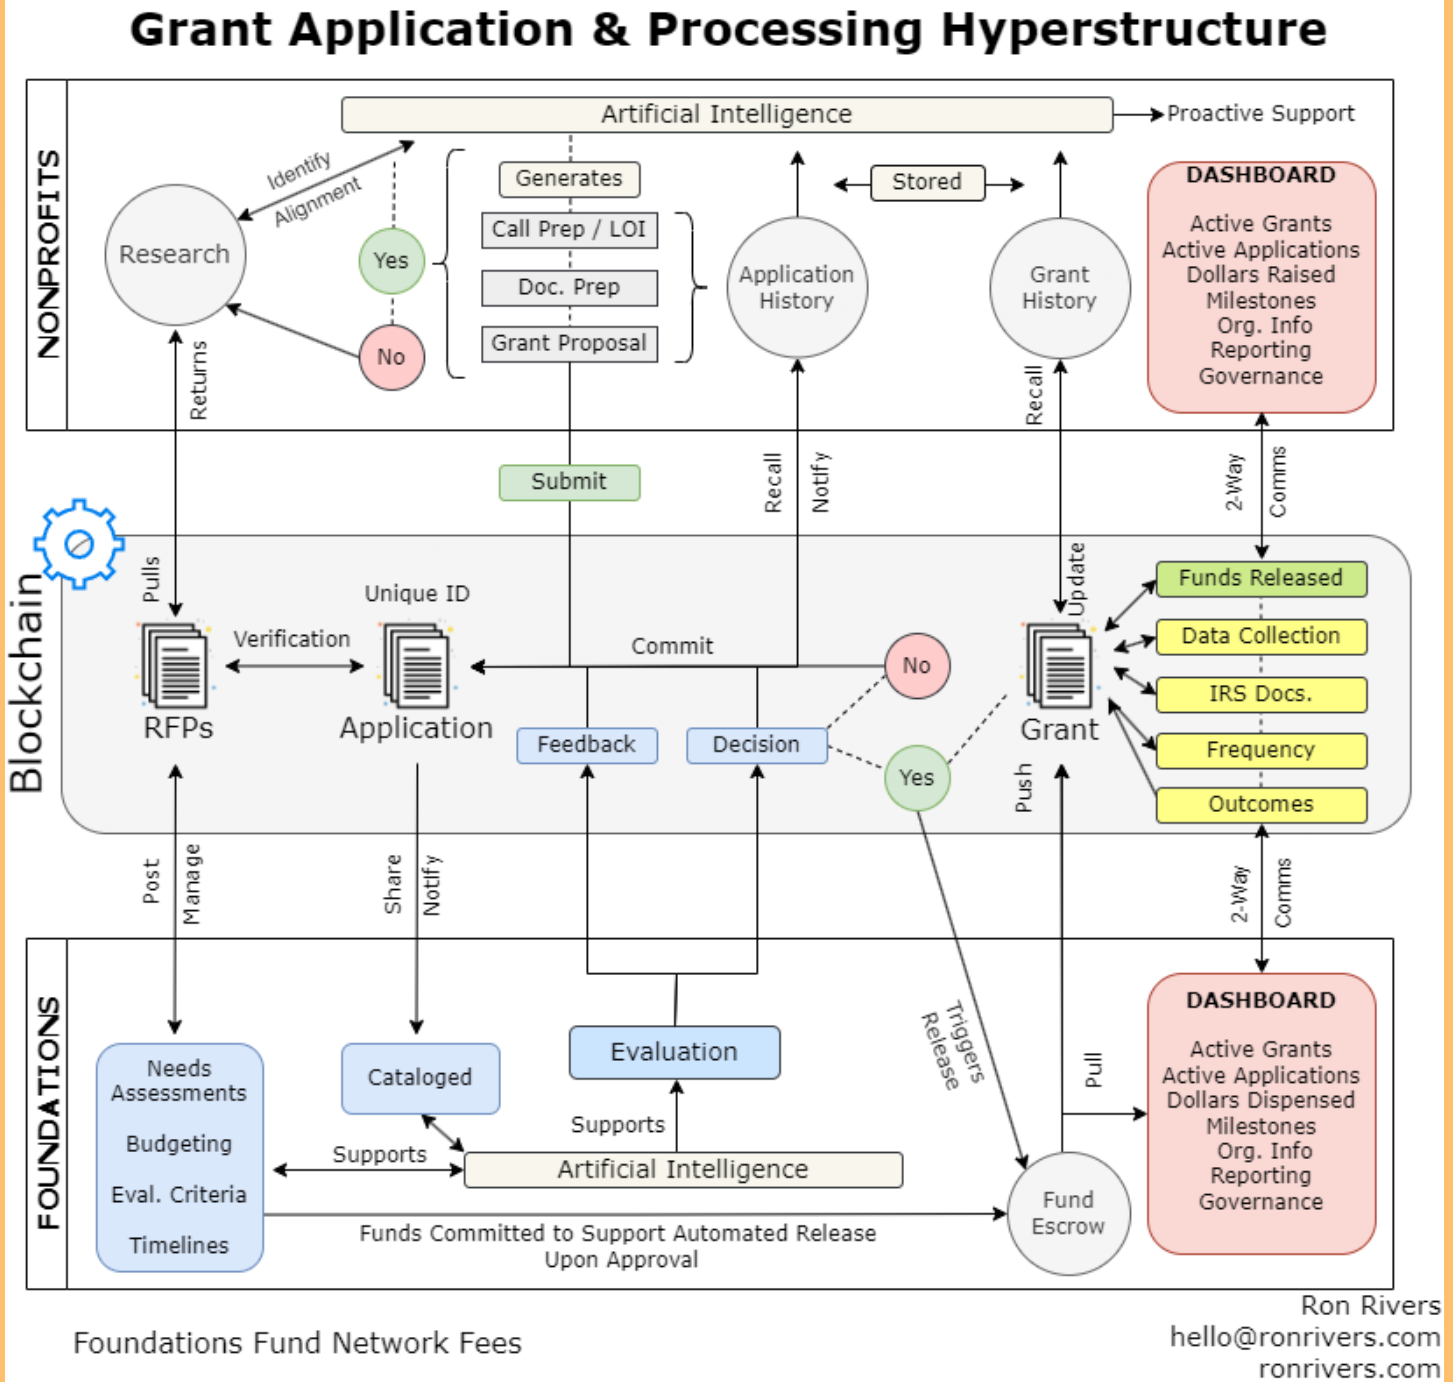 Grant Application & Processing Hyperstructure
NONPROFITS
Artificial Intelligence
Proactive Support
Identify
Alignment
Research
Yes
No
Generates
Call Prep / LOI
Doc. Prep
Grant Proposal
Application
History
Stored
Grant
History
DASHBOARD
Active Grants
Active Applications
Dollars Raised
Milestones
Org. Info
Reporting
Governance
Returns
Submit
Recall
Notify
Recall
2-Way
Comms
Blockchain
Pulls
RFPs
Verification
Unique ID
Application
Commit
Feedback
Decision
No
Yes
Update
Grant
Push
Funds Released
Data Collection
IRS Docs.
Frequency
Outcomes
Post
Manage
Share
Notify
2-Way
Comms
FOUNDATIONS
Needs
Assessments
Budgeting
Eval. Criteria
Timelines
Cataloged
Evaluation
Supports
Supports
Artificial Intelligence
Funds Committed to Support Automated Release
Upon Approval
Triggers
Release
Fund
Escrow
Pull
DASHBOARD
Active Grants
Active Applications
Dollars Dispensed
Milestones
Org. Info
Reporting
Governance
Foundations Fund Network Fees
Ron Rivers
hello@ronrivers.com
ronrivers.com